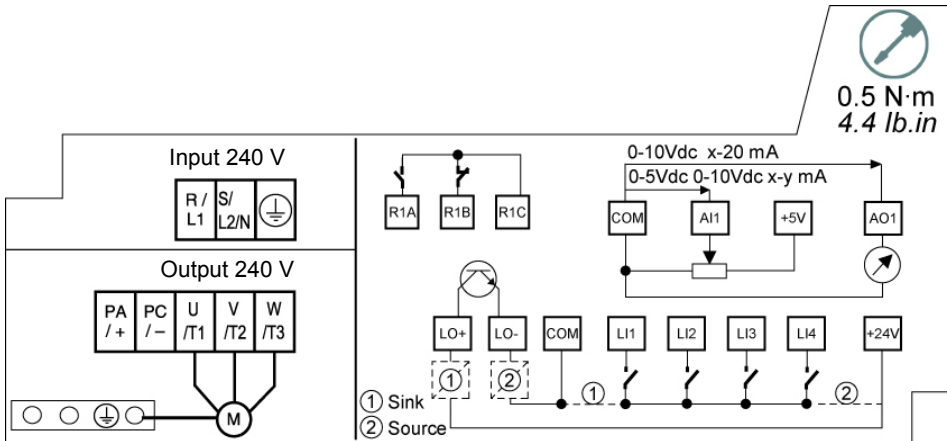 0.5 N·m
4.4 lb.in
Input 240 V
R / L1
S/ L2/N
Output 240 V
PA / +
PC / −
U /T1
V /T2
W /T3
M
R1A
R1B
R1C
0-10Vdc x-20 mA
0-5Vdc 0-10Vdc x-y mA
COM
AI1
+5V
AO1
LO+
LO-
COM
LI1
LI2
LI3
LI4
+24V
①
②
①
②
① Sink
② Source